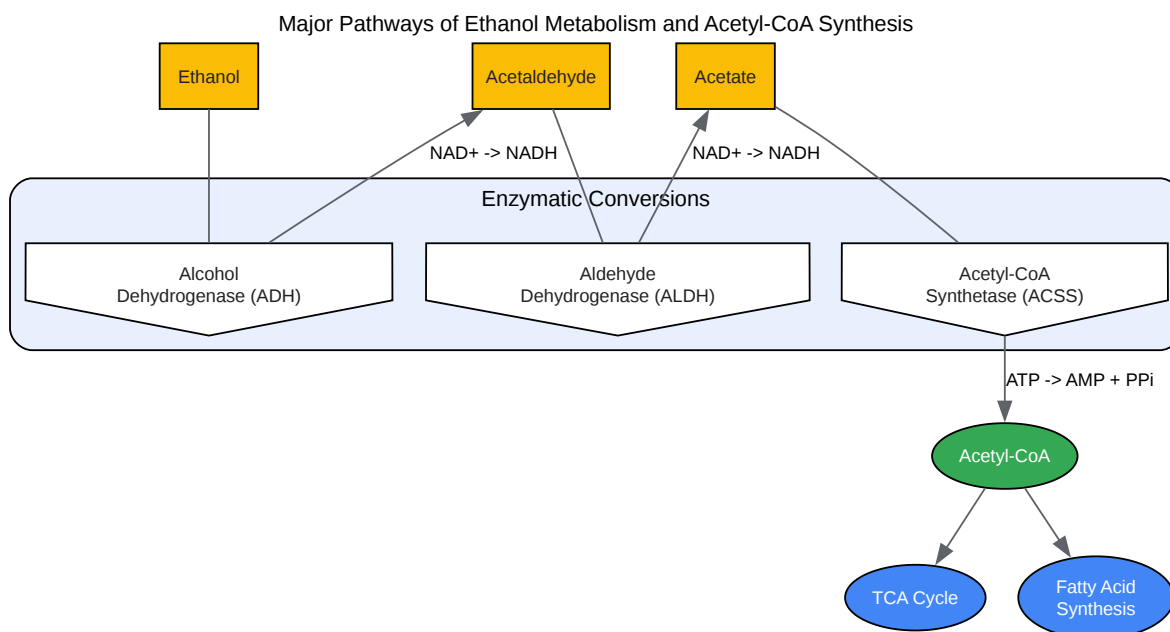 Major Pathways of Ethanol Metabolism and Acetyl-CoA Synthesis
Ethanol
Acetaldehyde
Acetate
NAD+ -> NADH
NAD+ -> NADH
Enzymatic Conversions
Alcohol
Dehydrogenase (ADH)
Aldehyde
Dehydrogenase (ALDH)
Acetyl-CoA
Synthetase (ACSS)
ATP -> AMP + PPi
Acetyl-CoA
TCA Cycle
Fatty Acid
Synthesis